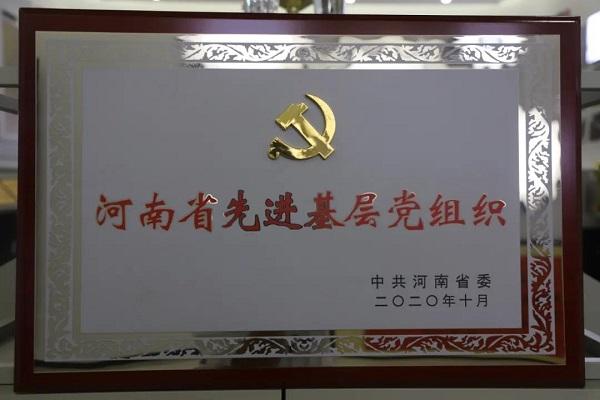 河南省先进基层党组织
中共河南省委
二〇二〇年十月